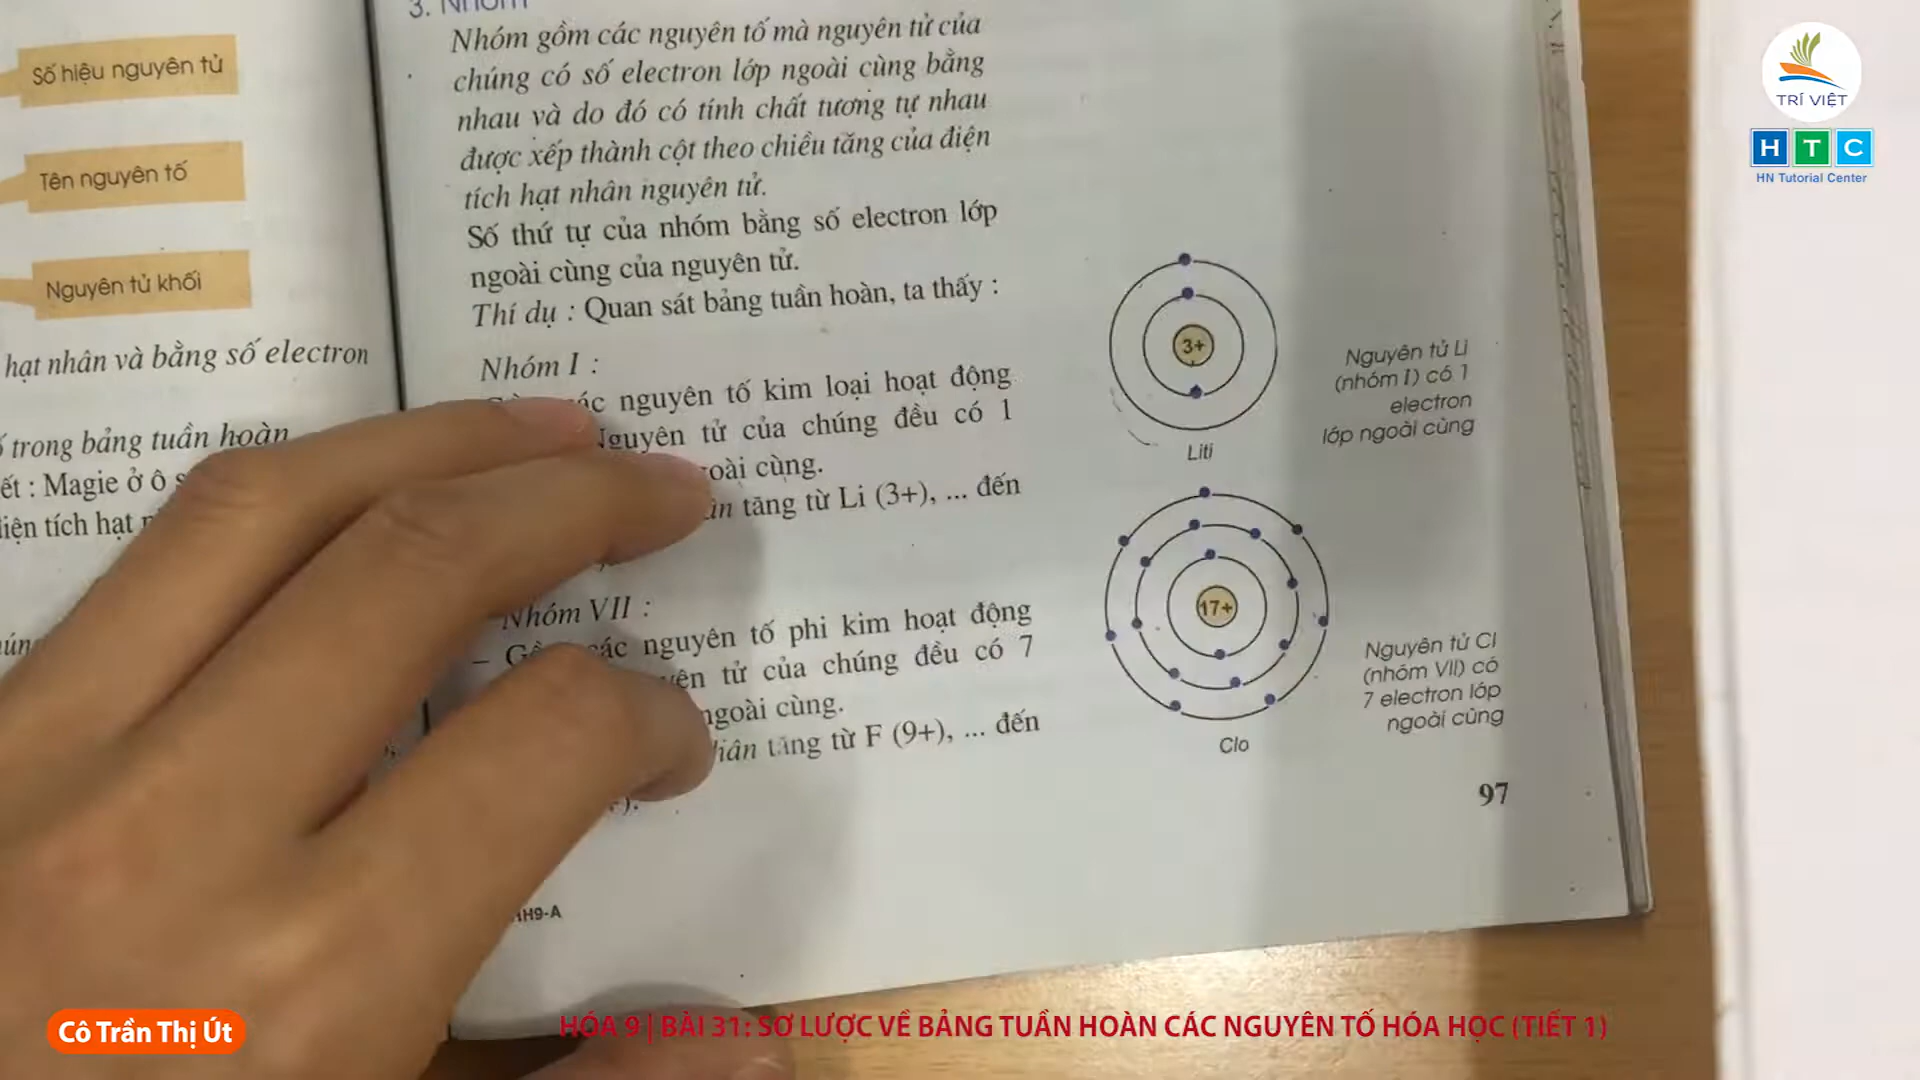 Số hiệu nguyên tử
Tên nguyên tố
Nguyên tử khối
hạt nhân và bằng số electron
trong bảng tuần hoàn
ết : Magie ở ô
điện tích hạt
3. Nhóm
Nhóm gồm các nguyên tố mà nguyên tử của
chúng có số electron lớp ngoài cùng bằng
nhau và do đó có tính chất tương tự nhau
được xếp thành cột theo chiều tăng của điện
tích hạt nhân nguyên tử.
Số thứ tự của nhóm bằng số electron lớp
ngoài cùng của nguyên tử.
Thí dụ : Quan sát bảng tuần hoàn, ta thấy :
Nhóm I :
các nguyên tố kim loại hoạt động
Nguyên tử của chúng đều có 1
ngoài cùng.
tăng từ Li (3+), ... đến
Nhóm VII :
– Gồm các nguyên tố phi kim hoạt động
tử của chúng đều có 7
ngoài cùng.
tăng từ F (9+), ... đến
3+
Nguyên tử Li
(nhóm I) có 1
electron
lớp ngoài cùng
Liti
17+
Nguyên tử Cl
(nhóm VII) có
7 electron lớp
ngoài cùng
Clo
97
HH9-A
TRÍ VIỆT
HTC
HN Tutorial Center
Cô Trần Thị Út
HÓA 9 | BÀI 31: SƠ LƯỢC VỀ BẢNG TUẦN HOÀN CÁC NGUYÊN TỐ HÓA HỌC (TIẾT 1)